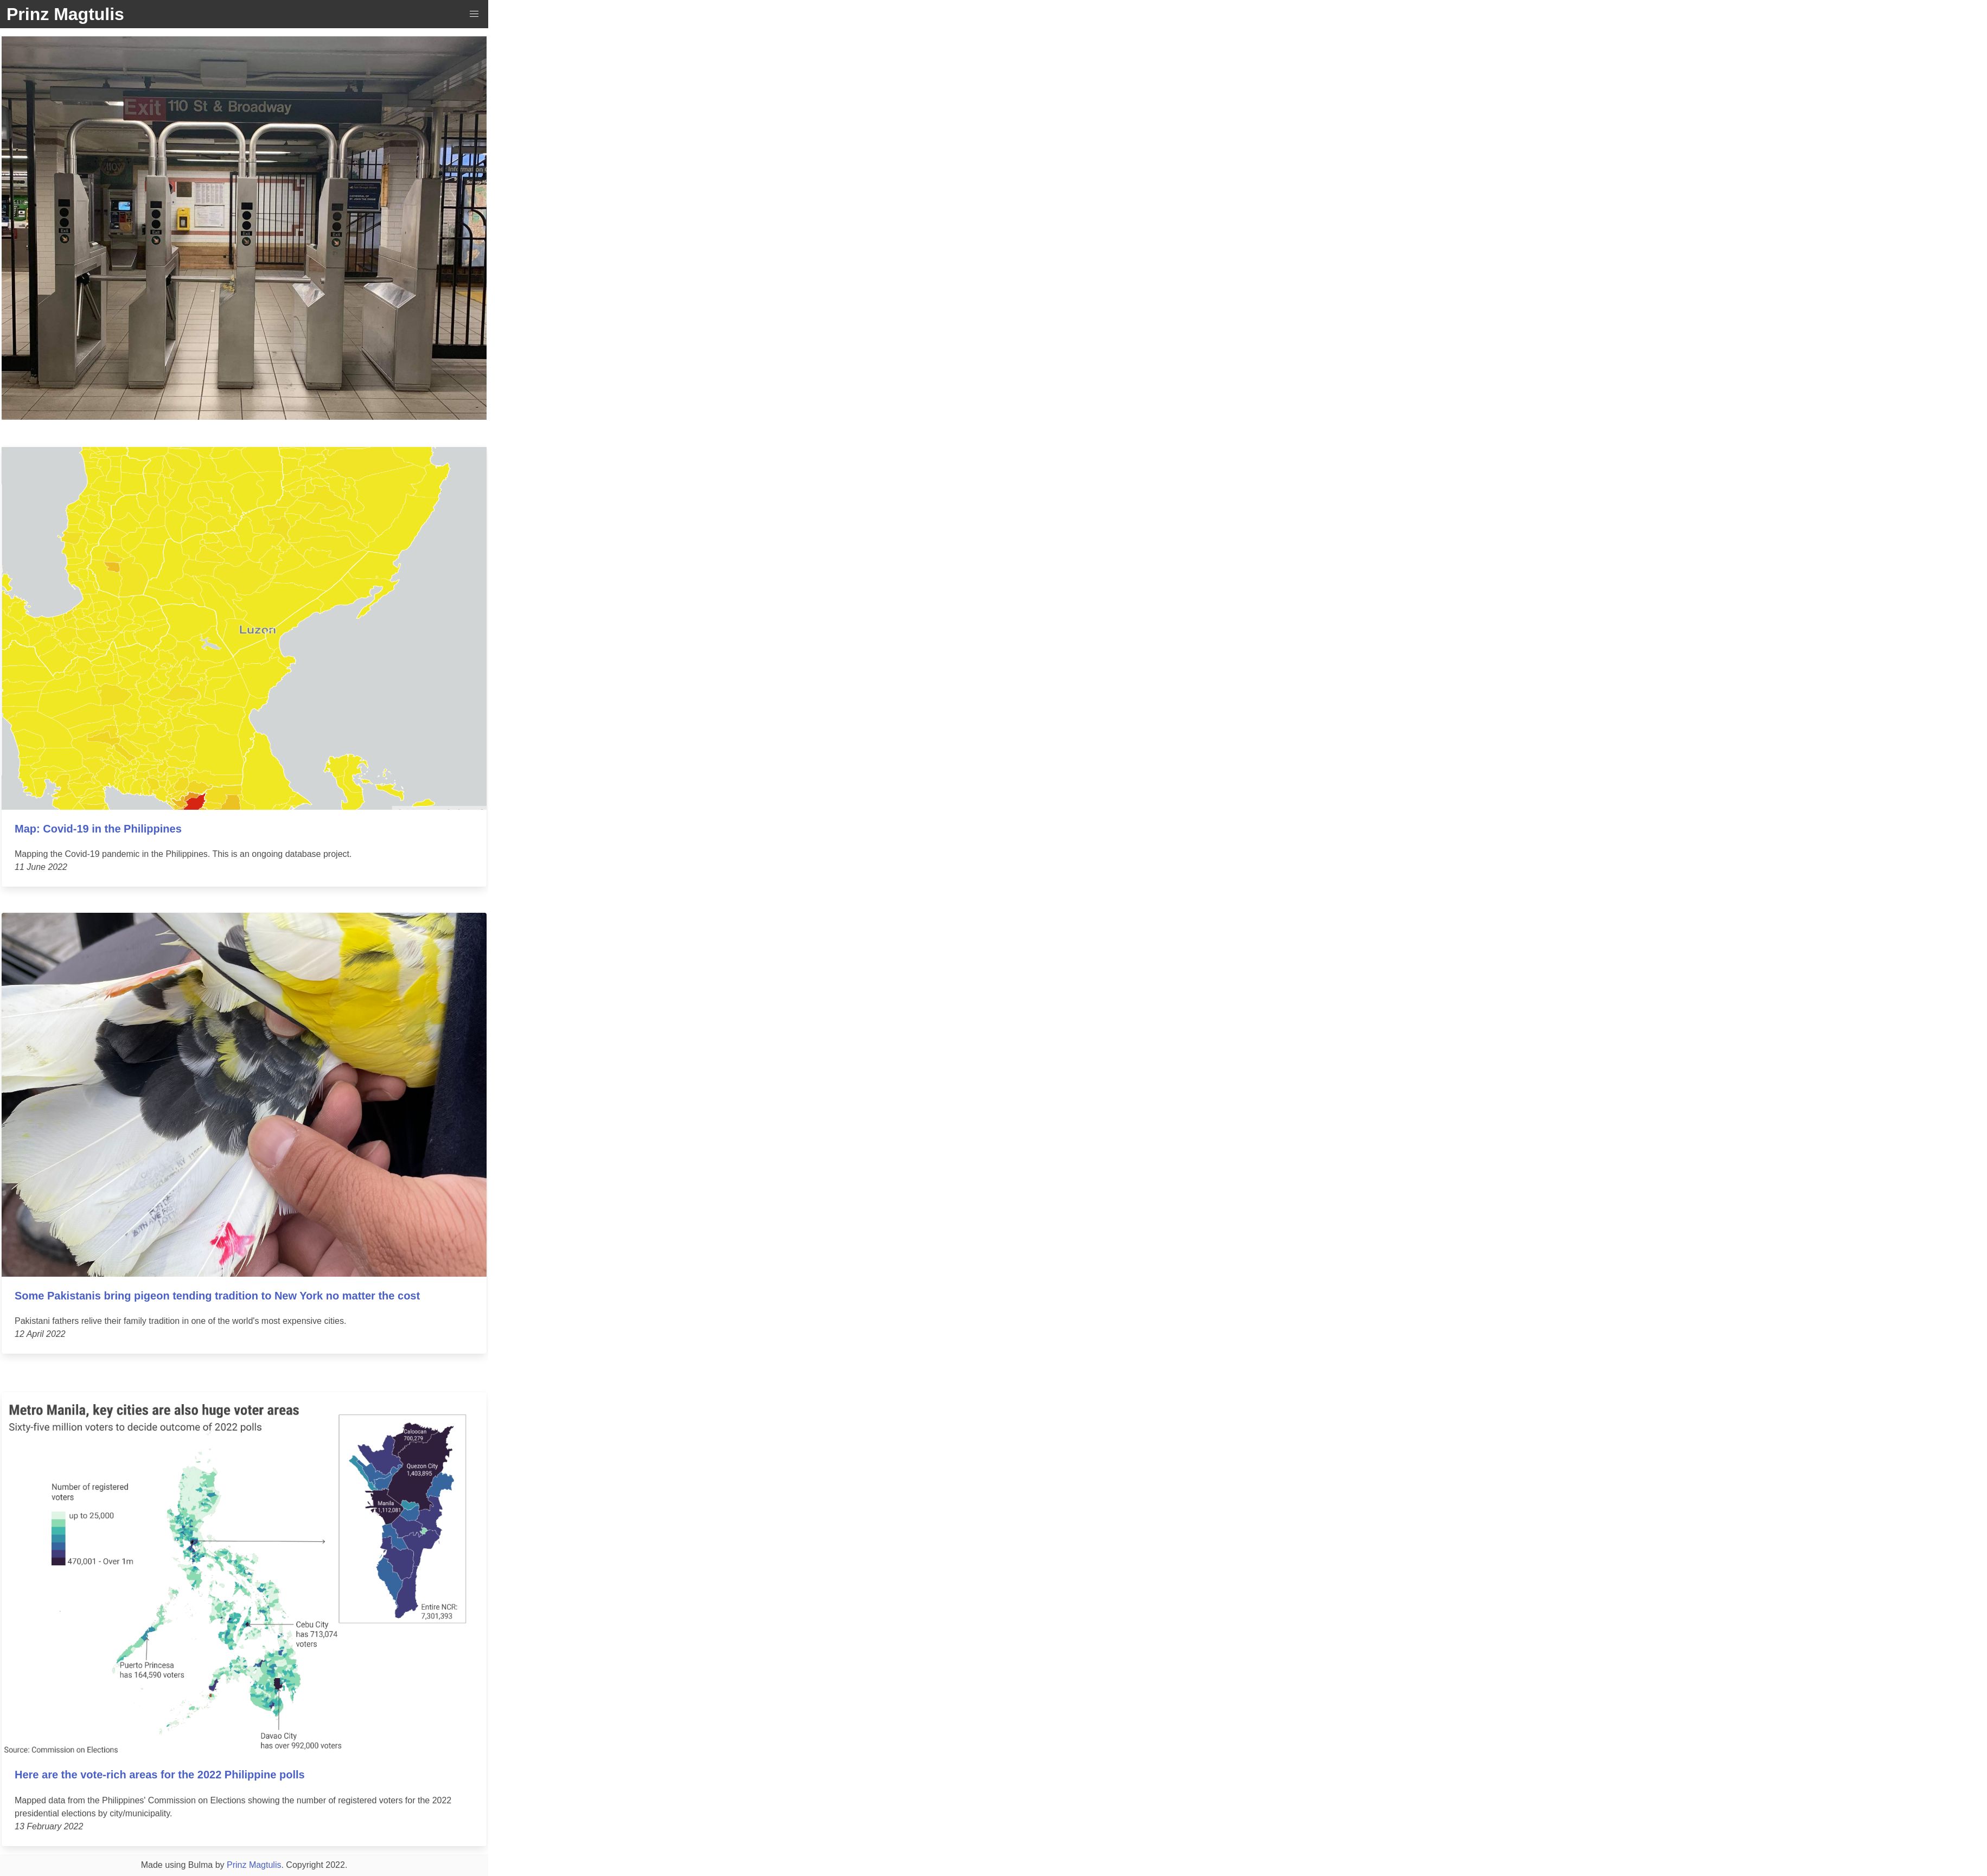 Prinz Magtulis
Exit 110 St & Broadway
Exit
Exit
Exit
Exit
Luzon
Map: Covid-19 in the Philippines
Mapping the Covid-19 pandemic in the Philippines. This is an ongoing database project.
11 June 2022
Some Pakistanis bring pigeon tending tradition to New York no matter the cost
Pakistani fathers relive their family tradition in one of the world's most expensive cities.
12 April 2022
Metro Manila, key cities are also huge voter areas
Sixty-five million voters to decide outcome of 2022 polls
Caloocan
700,279
Quezon City
1,403,895
Manila
1,112,081
Number of registered
voters
up to 25,000
470,001 - Over 1m
Entire NCR:
7,301,393
Cebu City
has 713,074
voters
Puerto Princesa
has 164,590 voters
Davao City
has over 992,000 voters
Source: Commission on Elections
Here are the vote-rich areas for the 2022 Philippine polls
Mapped data from the Philippines' Commission on Elections showing the number of registered voters for the 2022
presidential elections by city/municipality.
13 February 2022
Made using Bulma by Prinz Magtulis. Copyright 2022.